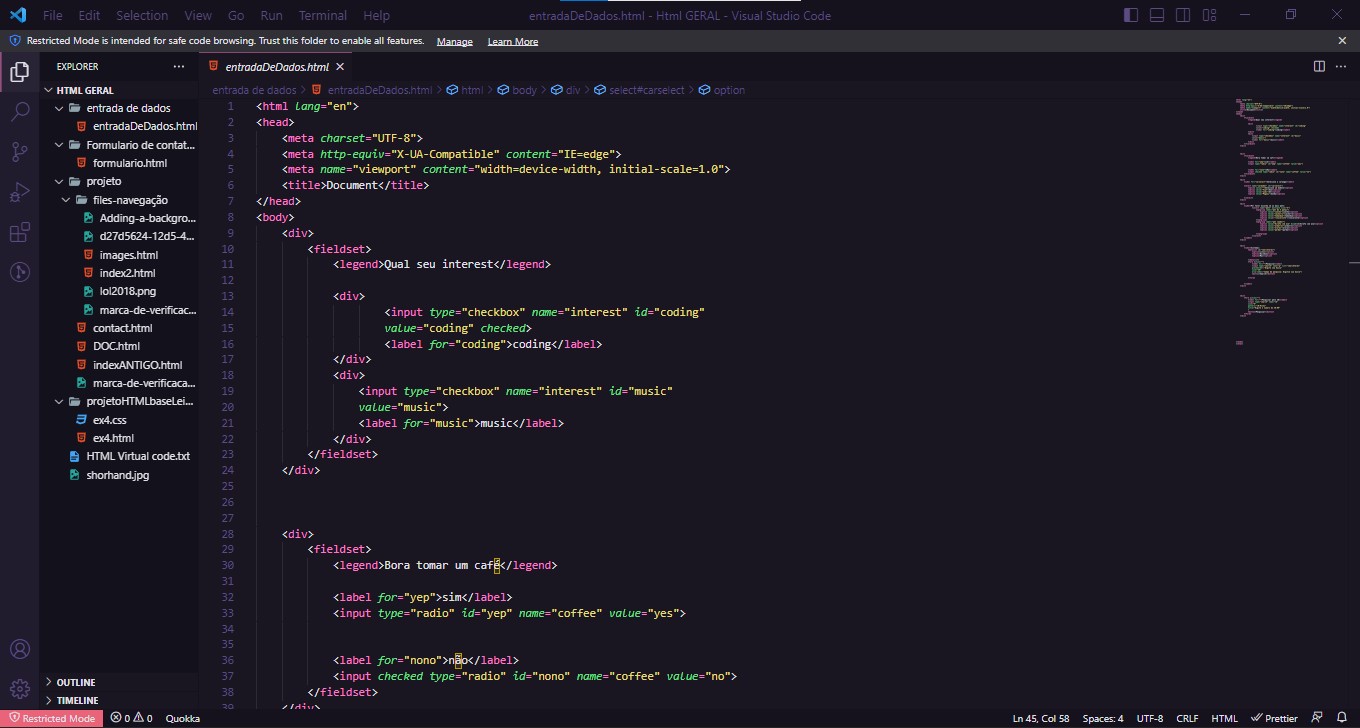 File Edit Selection View Go Run Terminal Help entradaDeDados.html - Html GERAL - Visual Studio Code
Restricted Mode is intended for safe code browsing. Trust this folder to enable all features. Manage Learn More
EXPLORER
HTML GERAL
entrada de dados
entradaDeDados.html
Formulario de contat...
formulario.html
projeto
files-navegação
Adding-a-backgro...
d27d5624-12d5-4...
images.html
index2.html
lol2018.png
marca-de-verificac...
contact.html
DOC.html
indexANTIGO.html
marca-de-verificaca...
projetoHTMLbaseLei...
ex4.css
ex4.html
HTML Virtual code.txt
shorhand.jpg
OUTLINE
TIMELINE
entradaDeDados.html
entrada de dados > entradaDeDados.html > html > body > div > select#carselect > option
1 <html lang="en">
2 <head>
3 <meta charset="UTF-8">
4 <meta http-equiv="X-UA-Compatible" content="IE=edge">
5 <meta name="viewport" content="width=device-width, initial-scale=1.0">
6 <title>Document</title>
7 </head>
8 <body>
9 <div>
10 <fieldset>
11 <legend>Qual seu interest</legend>
12
13 <div>
14 <input type="checkbox" name="interest" id="coding"
15 value="coding" checked>
16 <label for="coding">coding</label>
17 </div>
18 <div>
19 <input type="checkbox" name="interest" id="music"
20 value="music">
21 <label for="music">music</label>
22 </div>
23 </fieldset>
24 </div>
25
26
27
28 <div>
29 <fieldset>
30 <legend>Bora tomar um café</legend>
31
32 <label for="yep">sim</label>
33 <input type="radio" id="yep" name="coffee" value="yes">
34
35
36 <label for="nono">não</label>
37 <input checked type="radio" id="nono" name="coffee" value="no">
38 </fieldset>
39 </div>
Restricted Mode 0 0 Quokka Ln 45, Col 58 Spaces: 4 UTF-8 CRLF HTML Prettier